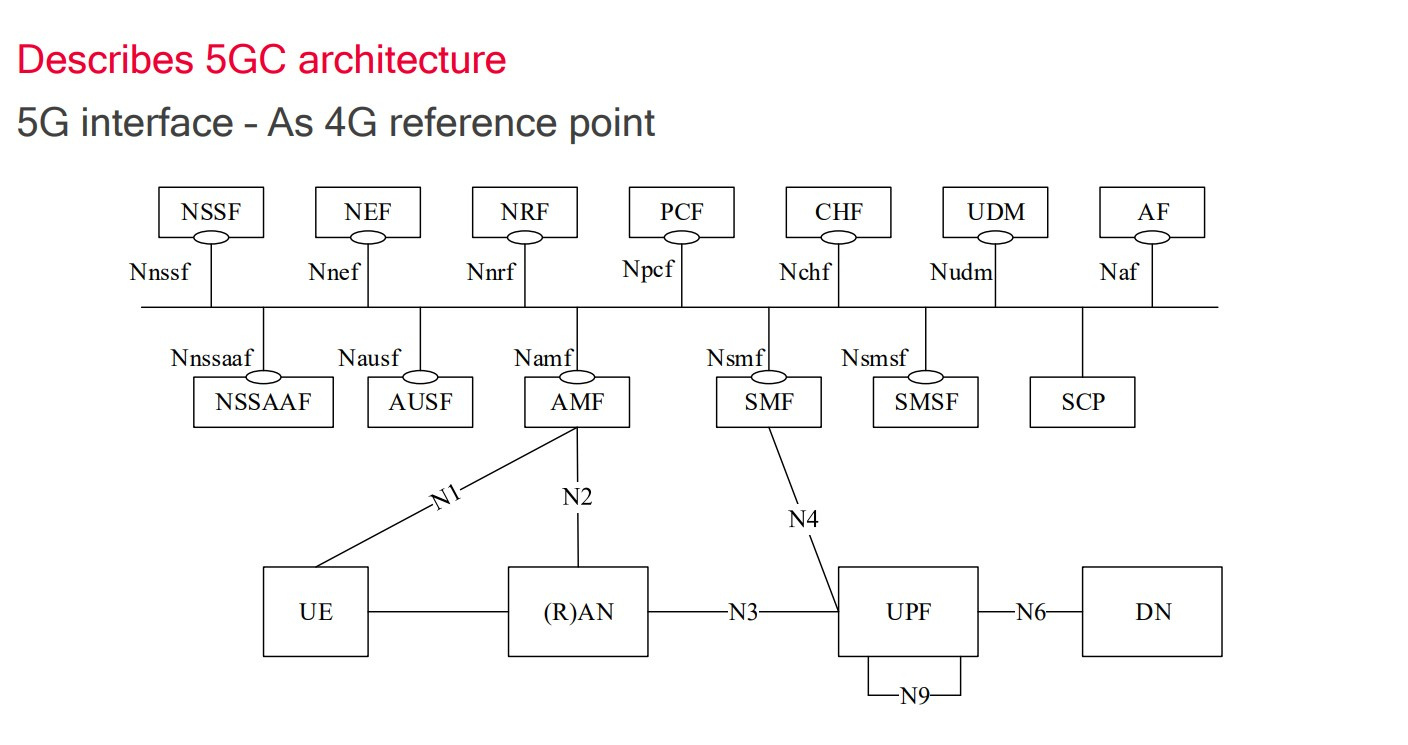 Describes 5GC architecture
5G interface - As 4G reference point
NSSF NEF NRF PCF CHF UDM AF
Nnssf Nnef Nnrf Npcf Nchf Nudm Naf
Nnssaaf Nausf Namf Nsmf Nsmsf
NSSAAF AUSF AMF SMF SMSF SCP
N1 N2 N4
UE (R)AN N3 UPF N6 DN
N9